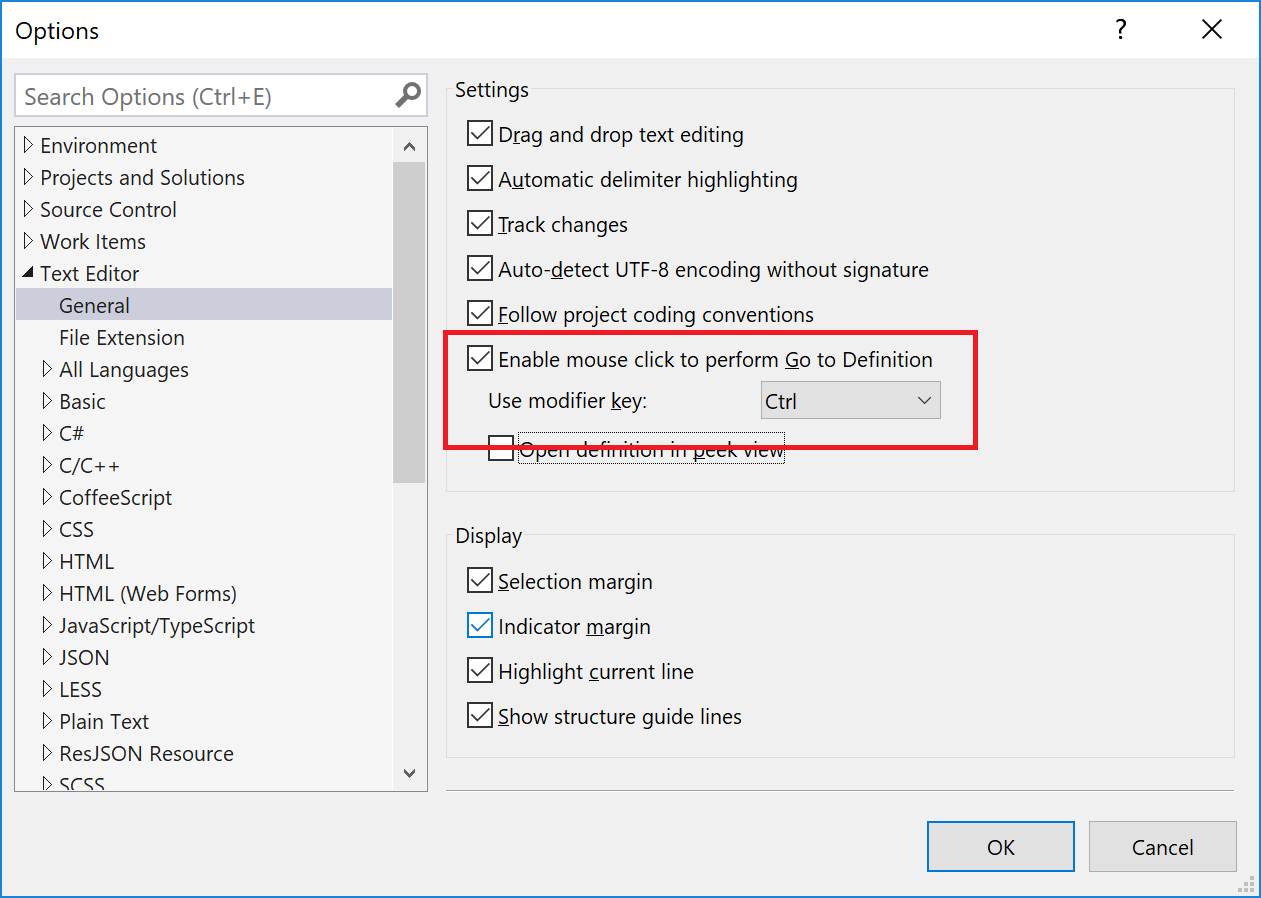 Options
?
Search Options (Ctrl+E)
Environment
Projects and Solutions
Source Control
Work Items
Text Editor
General
File Extension
All Languages
Basic
C#
C/C++
CoffeeScript
CSS
HTML
HTML (Web Forms)
JavaScript/TypeScript
JSON
LESS
Plain Text
ResJSON Resource
SCSS
Settings
Drag and drop text editing
Automatic delimiter highlighting
Track changes
Auto-detect UTF-8 encoding without signature
Follow project coding conventions
Enable mouse click to perform Go to Definition
Use modifier key:
Ctrl
Open definition in peek view
Display
Selection margin
Indicator margin
Highlight current line
Show structure guide lines
OK
Cancel